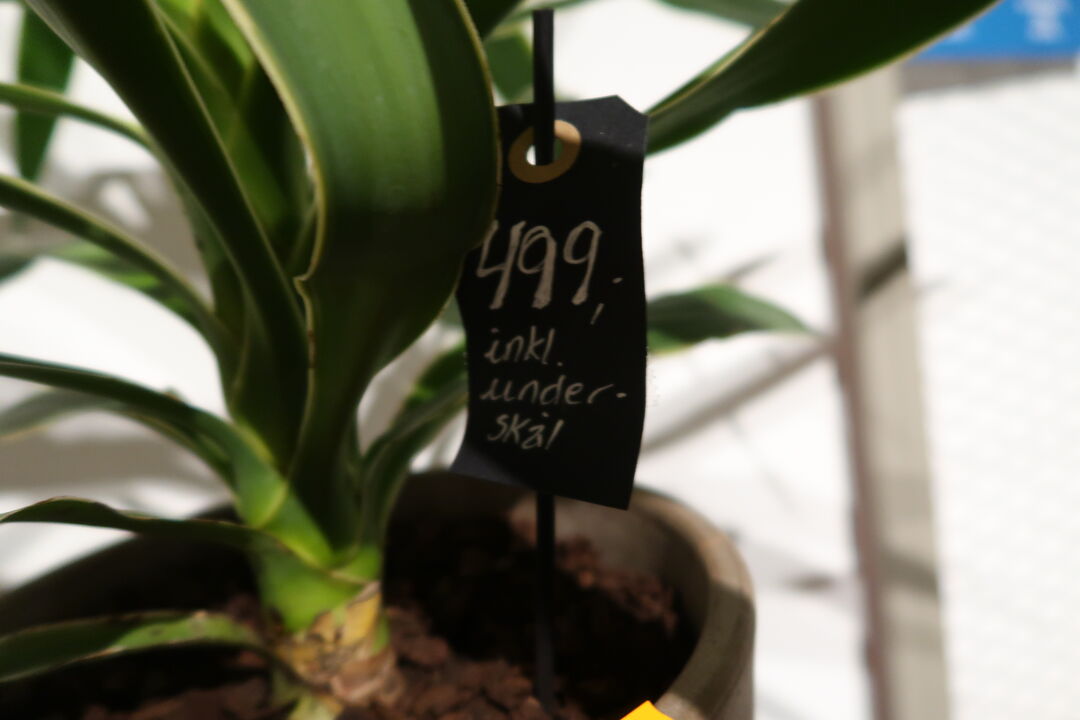 499,-
inkl.
under-
skål